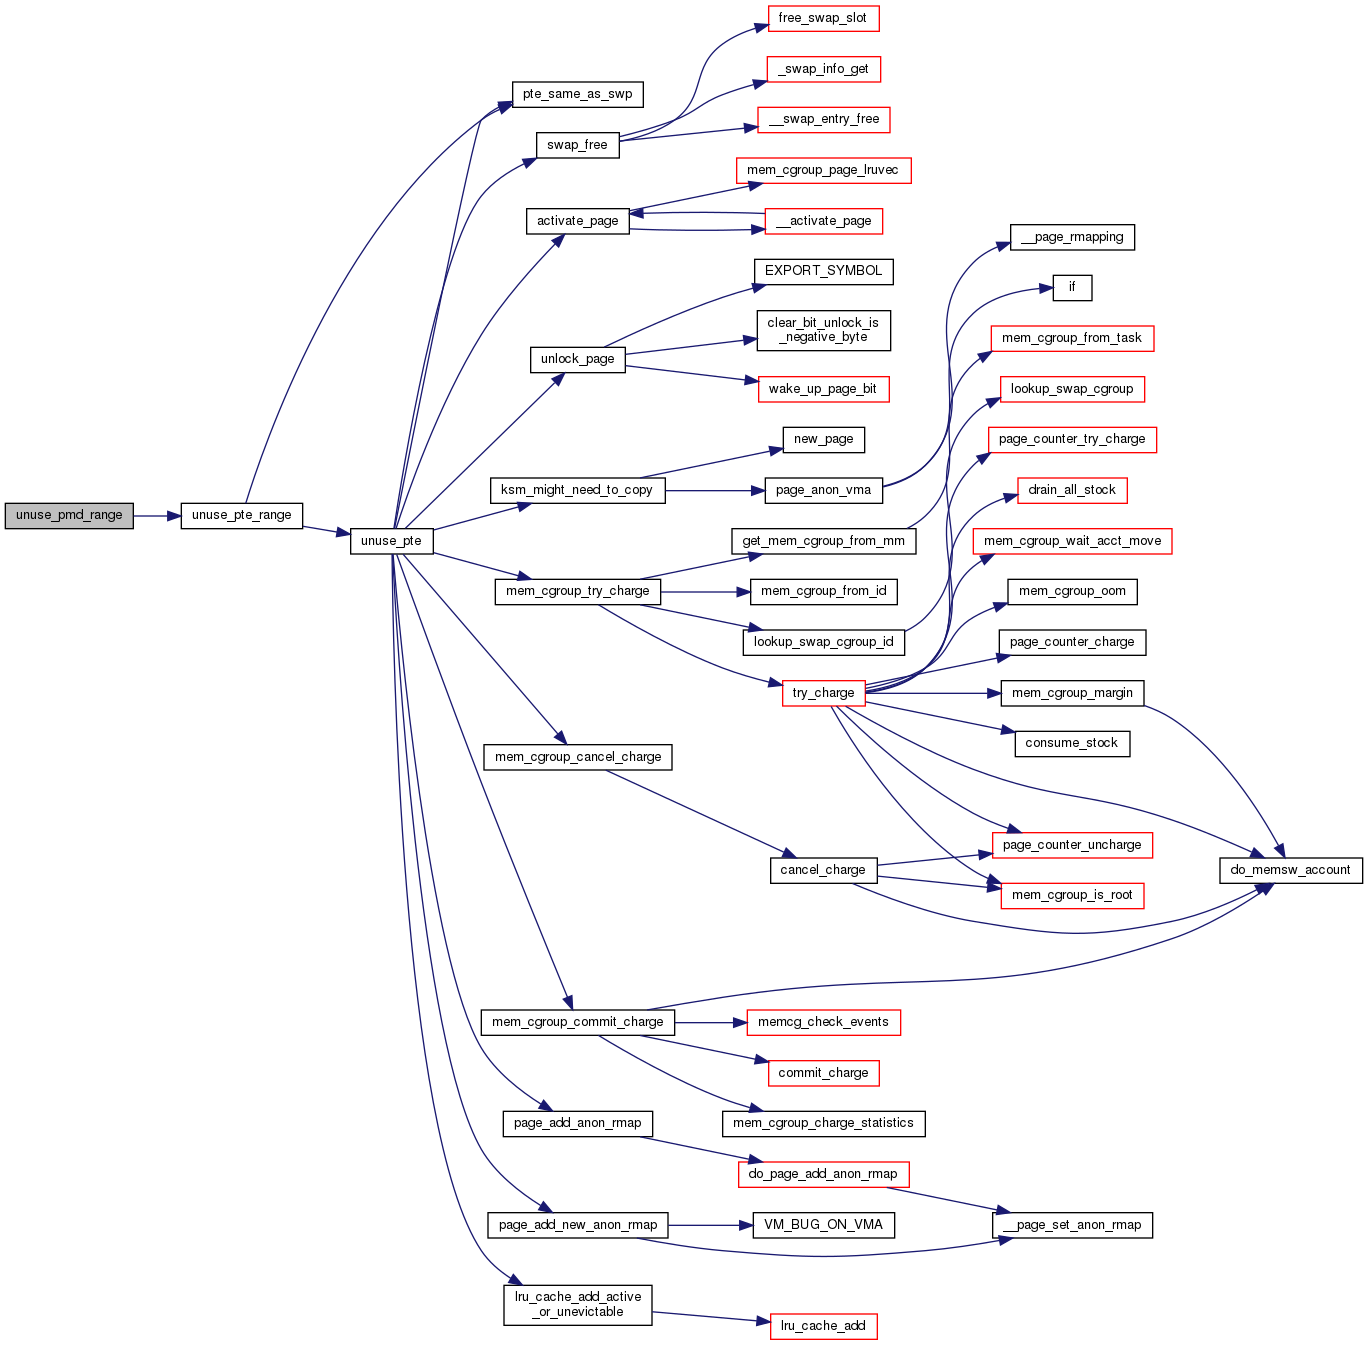 unuse_pmd_range
unuse_pte_range
unuse_pte
pte_same_as_swp
swap_free
activate_page
unlock_page
ksm_might_need_to_copy
mem_cgroup_try_charge
mem_cgroup_cancel_charge
mem_cgroup_commit_charge
page_add_anon_rmap
page_add_new_anon_rmap
lru_cache_add_active
_or_unevictable
free_swap_slot
_swap_info_get
__swap_entry_free
mem_cgroup_page_lruvec
__activate_page
EXPORT_SYMBOL
clear_bit_unlock_is
_negative_byte
wake_up_page_bit
new_page
page_anon_vma
get_mem_cgroup_from_mm
mem_cgroup_from_id
lookup_swap_cgroup_id
try_charge
cancel_charge
memcg_check_events
commit_charge
mem_cgroup_charge_statistics
do_page_add_anon_rmap
VM_BUG_ON_VMA
lru_cache_add
__page_rmapping
if
mem_cgroup_from_task
lookup_swap_cgroup
page_counter_try_charge
drain_all_stock
mem_cgroup_wait_acct_move
mem_cgroup_oom
page_counter_charge
mem_cgroup_margin
consume_stock
page_counter_uncharge
mem_cgroup_is_root
__page_set_anon_rmap
do_memsw_account